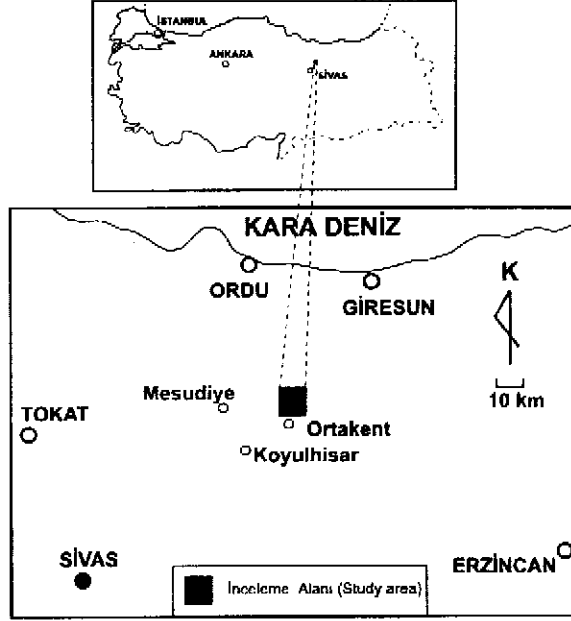 İSTANBUL
ANKARA
SİVAS
KARA DENİZ
ORDU
GİRESUN
K
10 km
Mesudiye
TOKAT
Ortakent
Koyulhisar
SİVAS
ERZİNCAN
İnceleme Alanı (Study area)